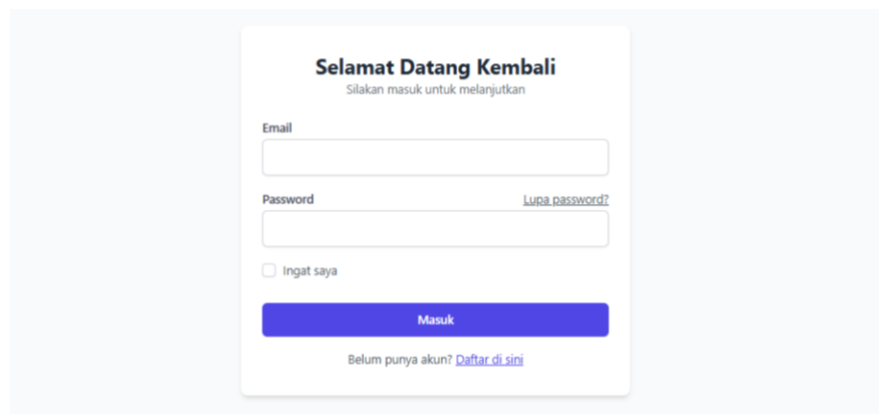 Selamat Datang Kembali
Silakan masuk untuk melanjutkan
Email
Password Lupa password?
Ingat saya
Masuk
Belum punya akun? Daftar di sini